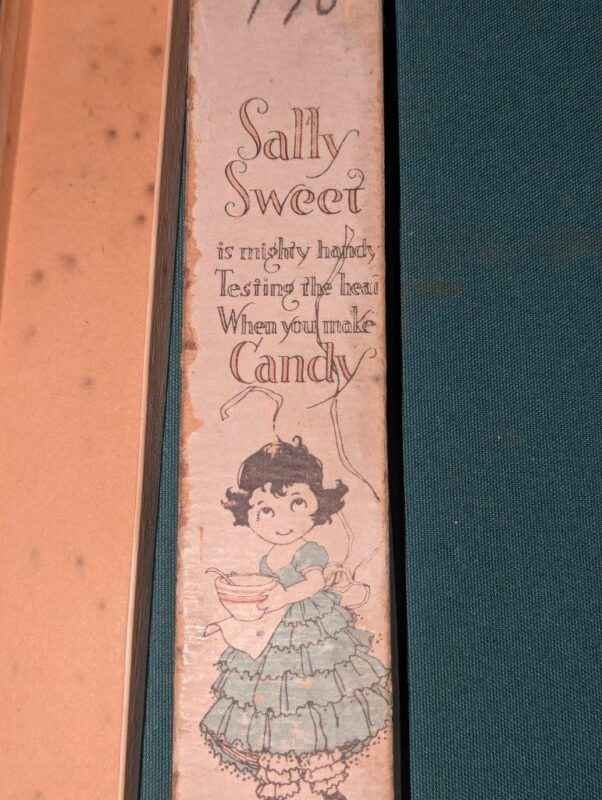 Sally
Sweet
is mighty handy
Testing the heat
When you make
Candy